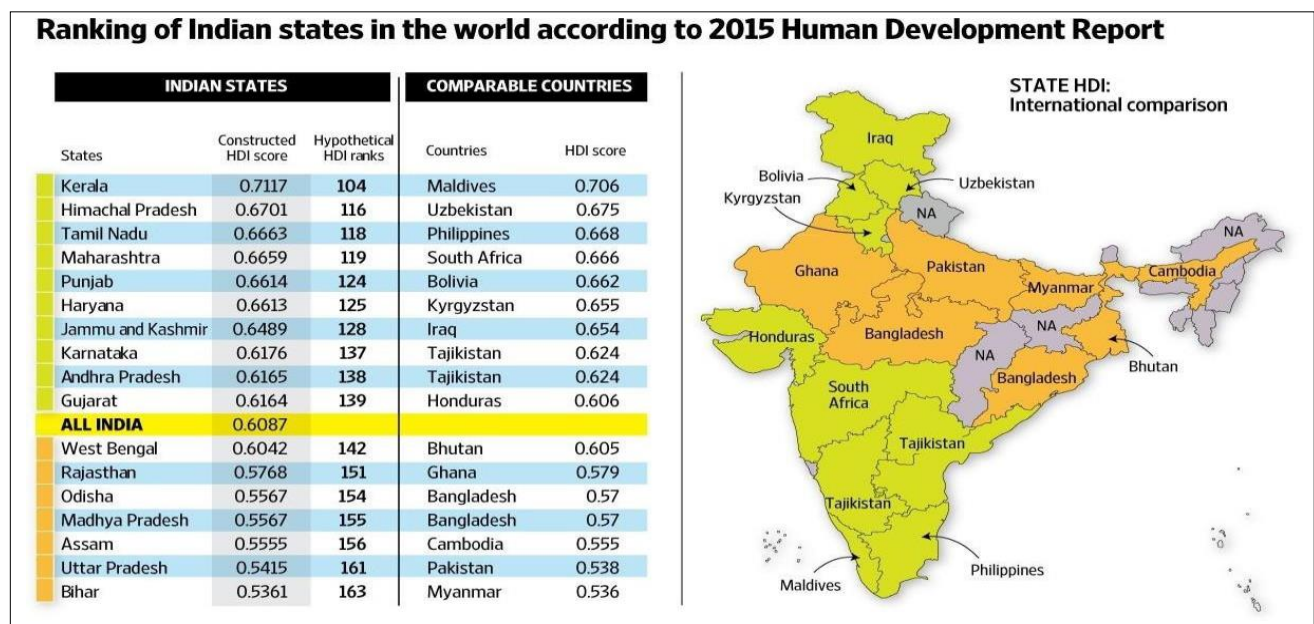 Ranking of Indian states in the world according to 2015 Human Development Report
INDIAN STATES COMPARABLE COUNTRIES
States Constructed HDI score Hypothetical HDI ranks Countries HDI score
Kerala 0.7117 104 Maldives 0.706
Himachal Pradesh 0.6701 116 Uzbekistan 0.675
Tamil Nadu 0.6663 118 Philippines 0.668
Maharashtra 0.6659 119 South Africa 0.666
Punjab 0.6614 124 Bolivia 0.662
Haryana 0.6613 125 Kyrgyzstan 0.655
Jammu and Kashmir 0.6489 128 Iraq 0.654
Karnataka 0.6176 137 Tajikistan 0.624
Andhra Pradesh 0.6165 138 Tajikistan 0.624
Gujarat 0.6164 139 Honduras 0.606
ALL INDIA 0.6087
West Bengal 0.6042 142 Bhutan 0.605
Rajasthan 0.5768 151 Ghana 0.579
Odisha 0.5567 154 Bangladesh 0.57
Madhya Pradesh 0.5567 155 Bangladesh 0.57
Assam 0.5555 156 Cambodia 0.555
Uttar Pradesh 0.5415 161 Pakistan 0.538
Bihar 0.5361 163 Myanmar 0.536
STATE HDI:
International comparison
Iraq
Bolivia
Uzbekistan
Kyrgyzstan
NA
NA
Ghana
Pakistan
Cambodia
Myanmar
Honduras
Bangladesh
NA
NA
Bhutan
Bangladesh
South
Africa
Tajikistan
Tajikistan
Philippines
Maldives